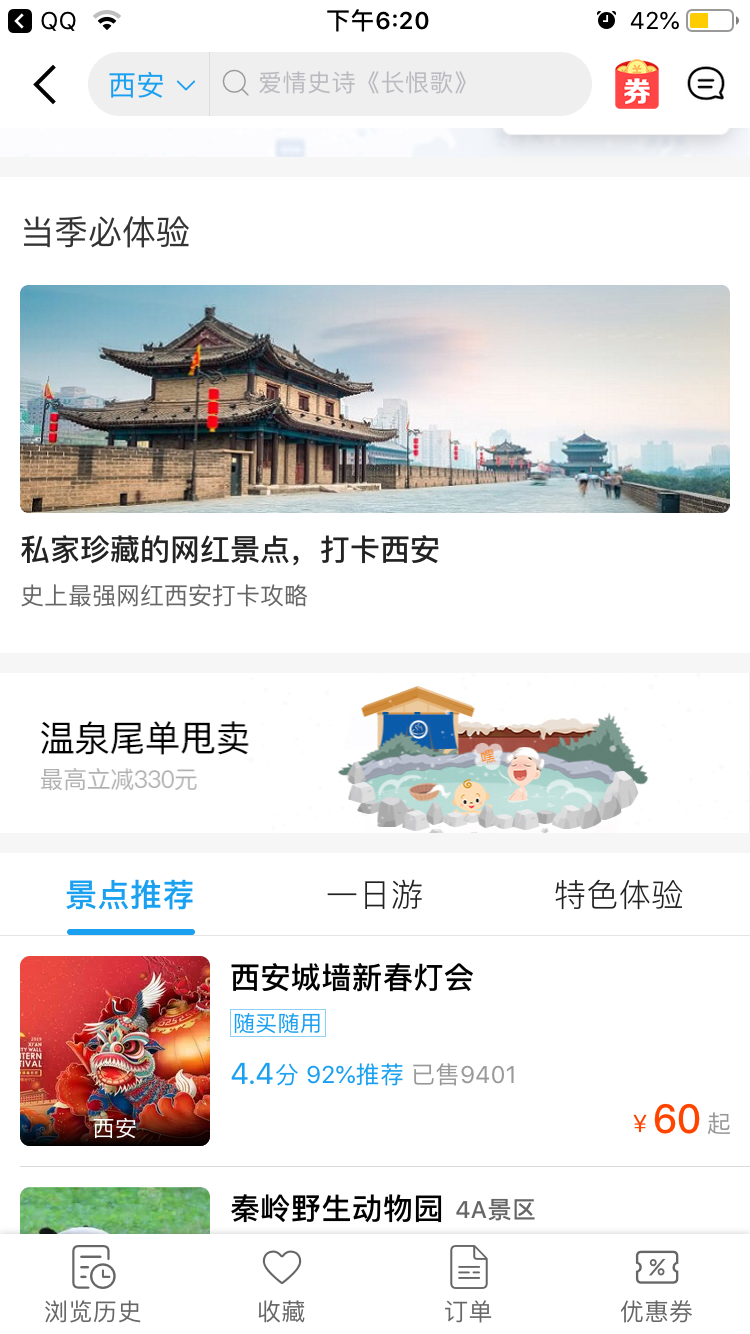 QQ
下午6:20
42%
西安
爱情史诗《长恨歌》
券
当季必体验
私家珍藏的网红景点，打卡西安
史上最强网红西安打卡攻略
温泉尾单甩卖
最高立减330元
景点推荐
一日游
特色体验
西安城墙新春灯会
随买随用
4.4分 92%推荐 已售9401
¥60起
西安
秦岭野生动物园 4A景区
浏览历史
收藏
订单
优惠券